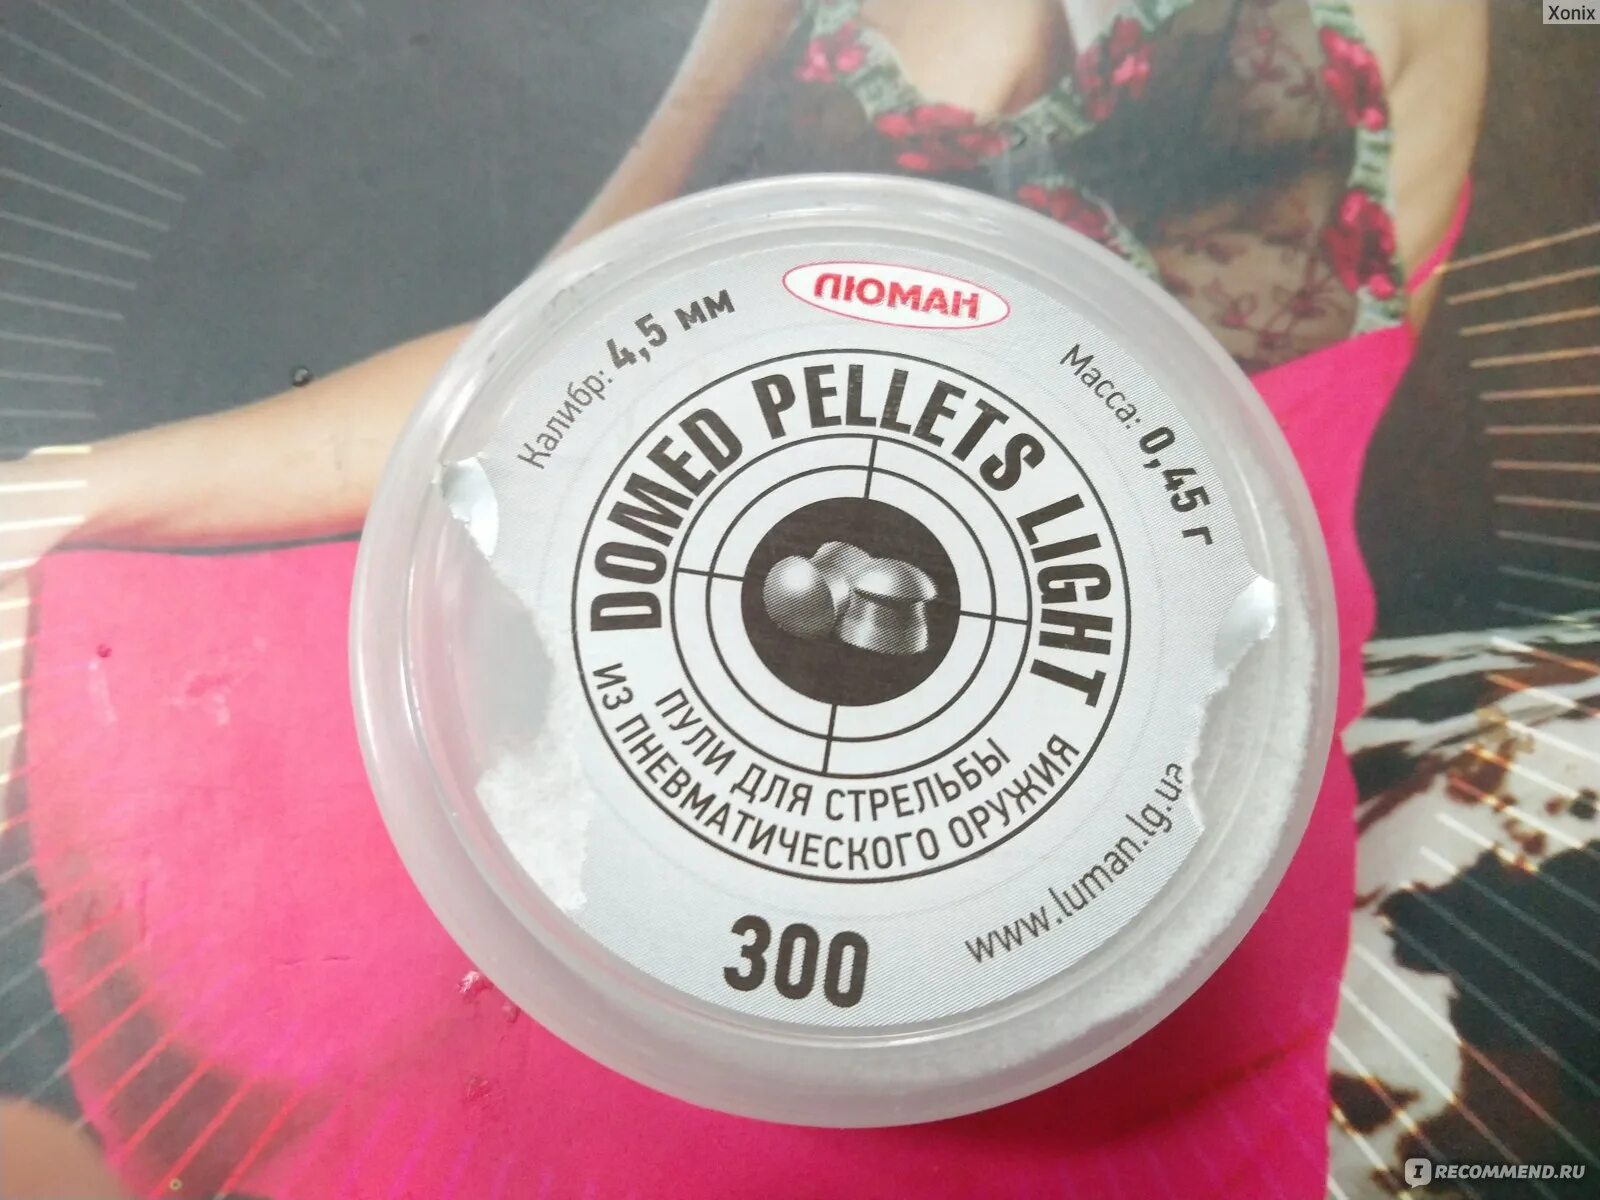 Xonix
ЛЮМАН
Калибр: 4,5 мм
Масса: 0,45 г
DOMED PELLETS LIGHT
ПУЛИ ДЛЯ СТРЕЛЬБЫ
ИЗ ПНЕВМАТИЧЕСКОГО ОРУЖИЯ
www.luman.lg.ua
300
IRECOMMEND.RU